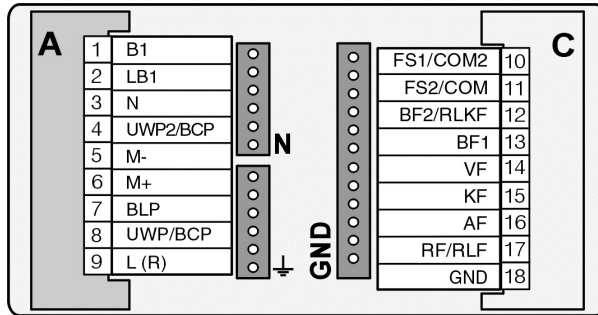 A
1 B1
2 LB1
3 N
4 UWP2/BCP
5 M-
6 M+
7 BLP
8 UWP/BCP
9 L (R)
N
GND
C
FS1/COM2 10
FS2/COM 11
BF2/RLKF 12
BF1 13
VF 14
KF 15
AF 16
RF/RLF 17
GND 18